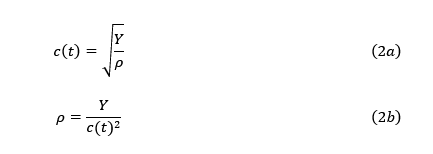 c(t) = √(Y/ρ) (2a)
ρ = Y/c(t)² (2b)